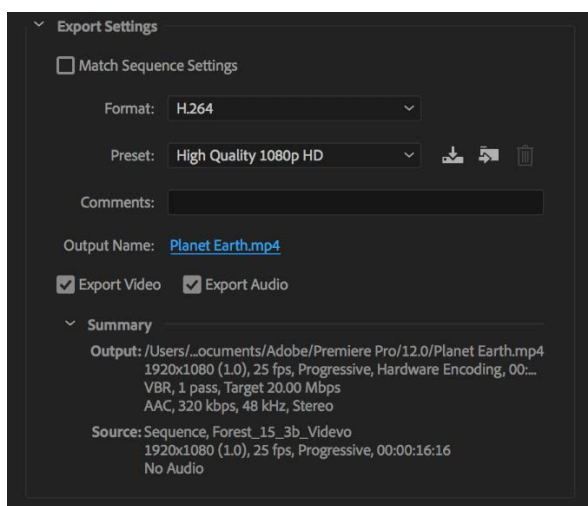 Export Settings
Match Sequence Settings
Format: H.264
Preset: High Quality 1080p HD
Comments:
Output Name: Planet Earth.mp4
Export Video Export Audio
Summary
Output: /Users/...ocuments/Adobe/Premiere Pro/12.0/Planet Earth.mp4
1920x1080 (1.0), 25 fps, Progressive, Hardware Encoding, 00:...
VBR, 1 pass, Target 20.00 Mbps
AAC, 320 kbps, 48 kHz, Stereo
Source: Sequence, Forest_15_3b_Videvo
1920x1080 (1.0), 25 fps, Progressive, 00:00:16:16
No Audio